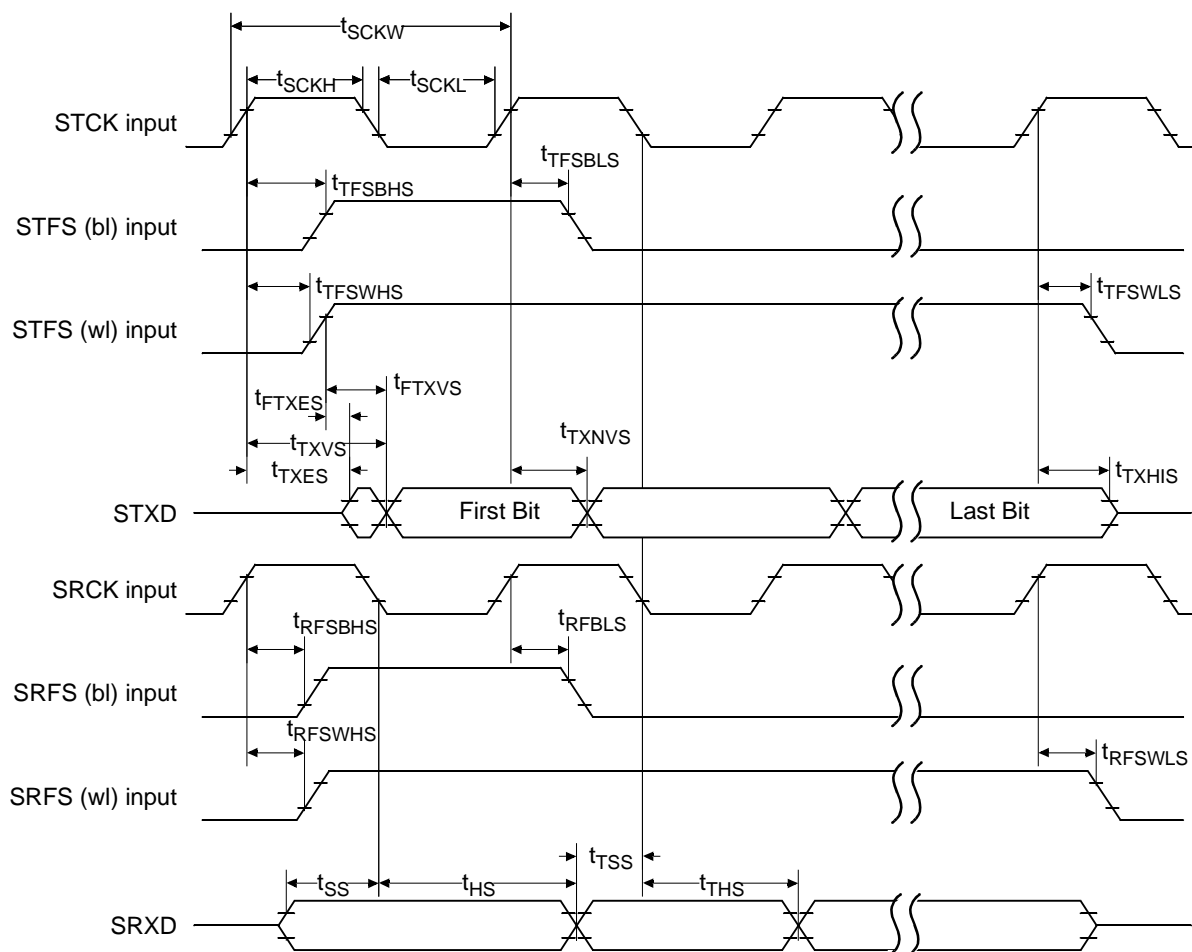 tSCKW
tSCKH
tSCKL
STCK input
tTFSBHS
tTFSBLS
STFS (bl) input
tTFSWHS
tTFSWLS
STFS (wl) input
tFTXVS
tFTXES
tTXVS
tTXNVS
tTXES
tTXHIS
STXD
First Bit
Last Bit
SRCK input
tRFSBHS
tRFBLS
SRFS (bl) input
tRFSWHS
tRFSWLS
SRFS (wl) input
tTSS
tSS
tHS
tTHS
SRXD